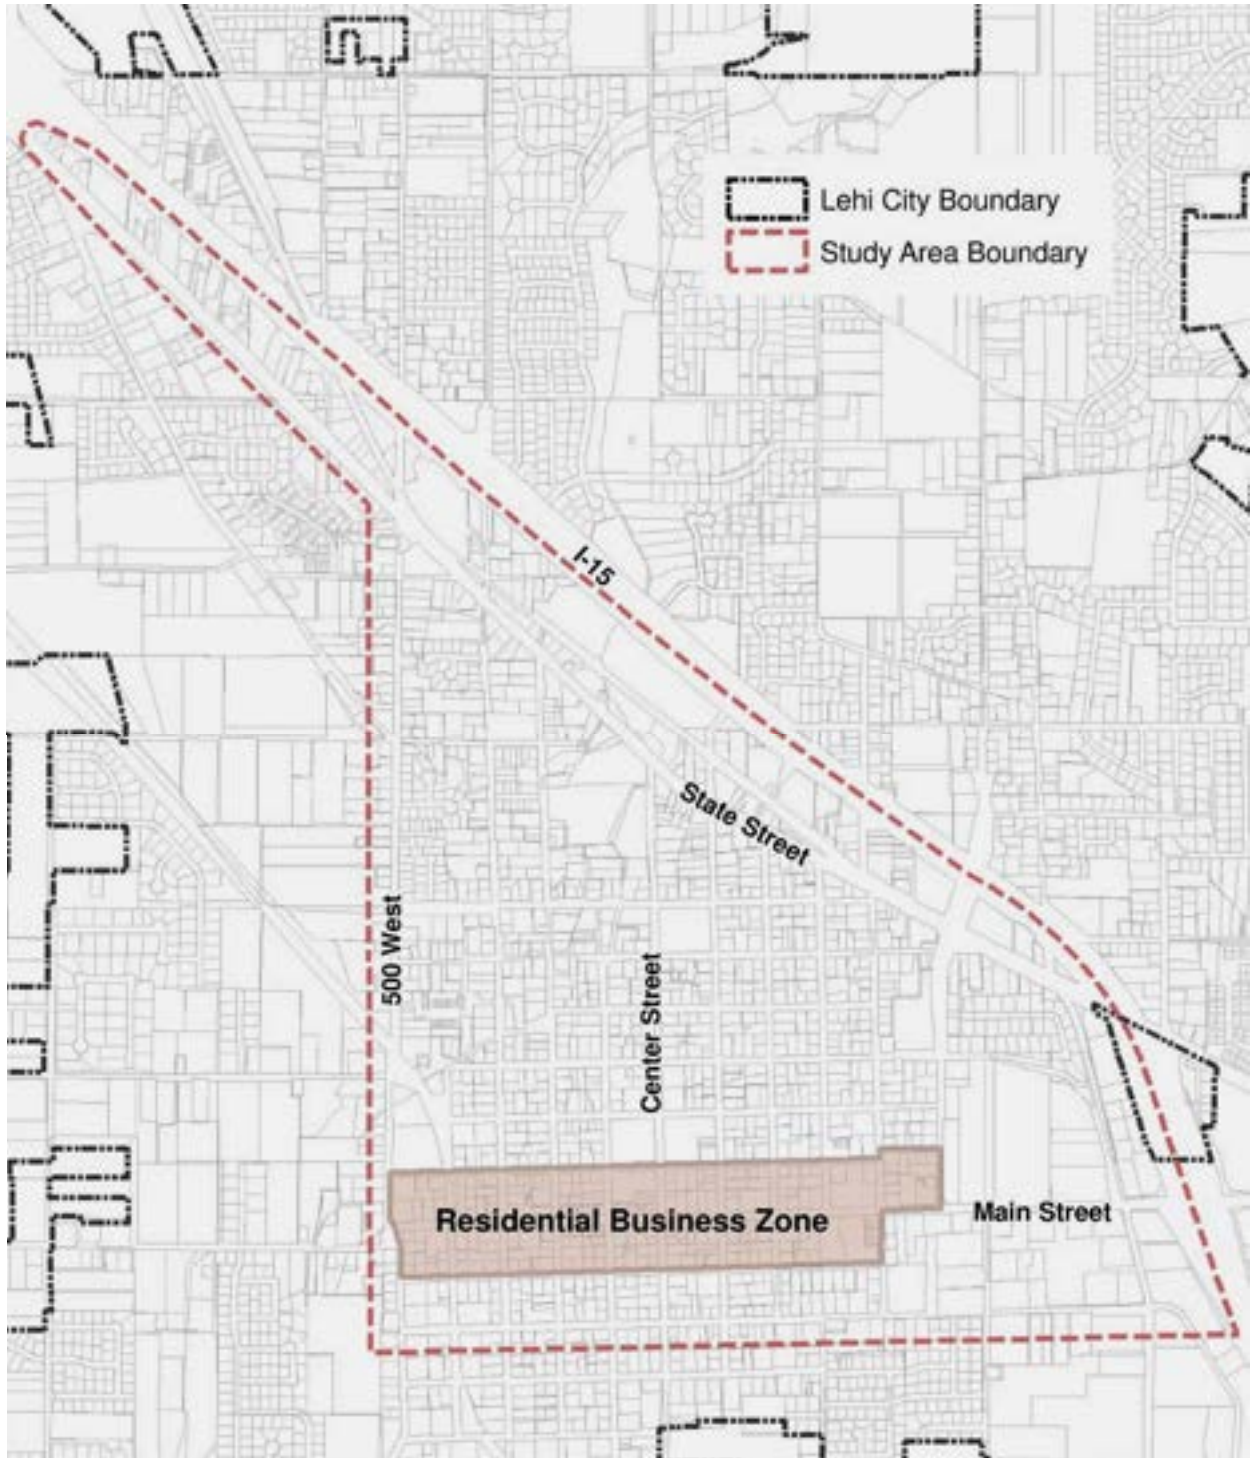 Lehi City Boundary
Study Area Boundary
I-15
State Street
500 West
Center Street
Main Street
Residential Business Zone